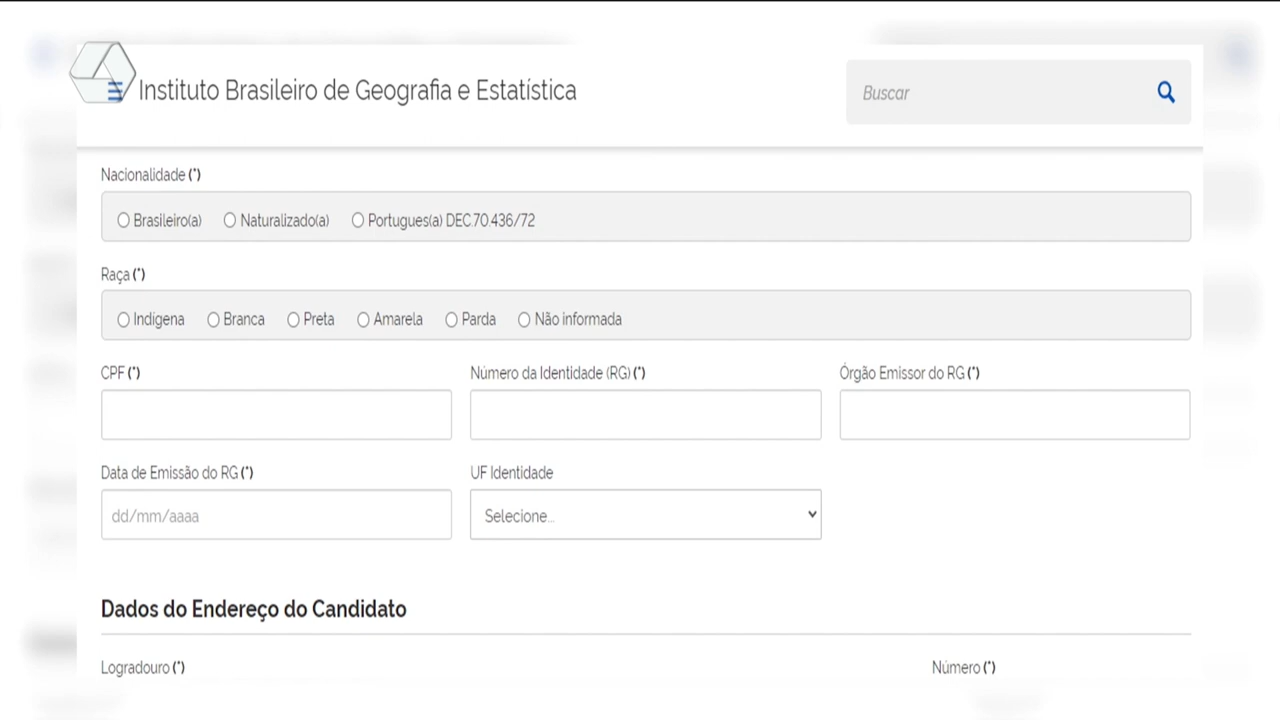 Instituto Brasileiro de Geografia e Estatística
Buscar
Nacionalidade (*)
Brasileiro(a) Naturalizado(a) Portugues(a) DEC.70.436/72
Raça (*)
Indigena Branca Preta Amarela Parda Não informada
CPF (*) Número da Identidade (RG) (*) Órgão Emissor do RG (*)
Data de Emissão do RG (*) UF Identidade
dd/mm/aaaa Selecione...
Dados do Endereço do Candidato
Logradouro (*) Número (*)